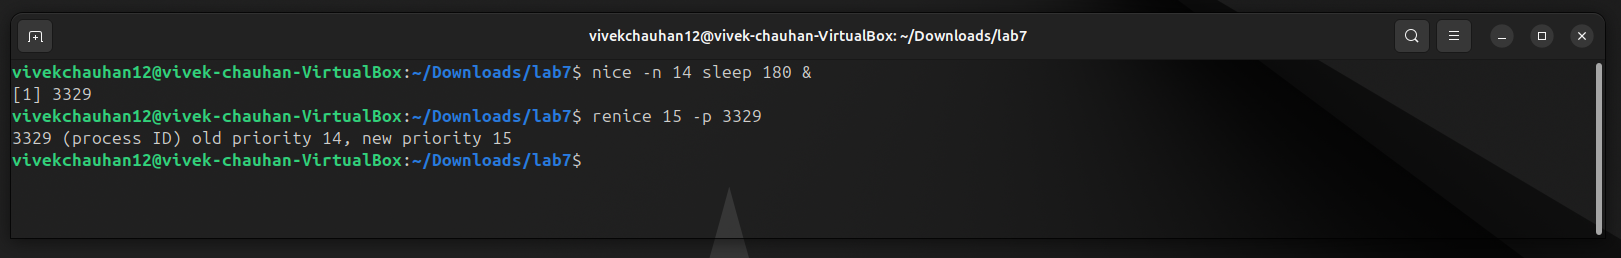 vivekchauhan12@vivek-chauhan-VirtualBox: ~/Downloads/lab7
vivekchauhan12@vivek-chauhan-VirtualBox:~/Downloads/lab7$ nice -n 14 sleep 180 &
[1] 3329
vivekchauhan12@vivek-chauhan-VirtualBox:~/Downloads/lab7$ renice 15 -p 3329
3329 (process ID) old priority 14, new priority 15
vivekchauhan12@vivek-chauhan-VirtualBox:~/Downloads/lab7$